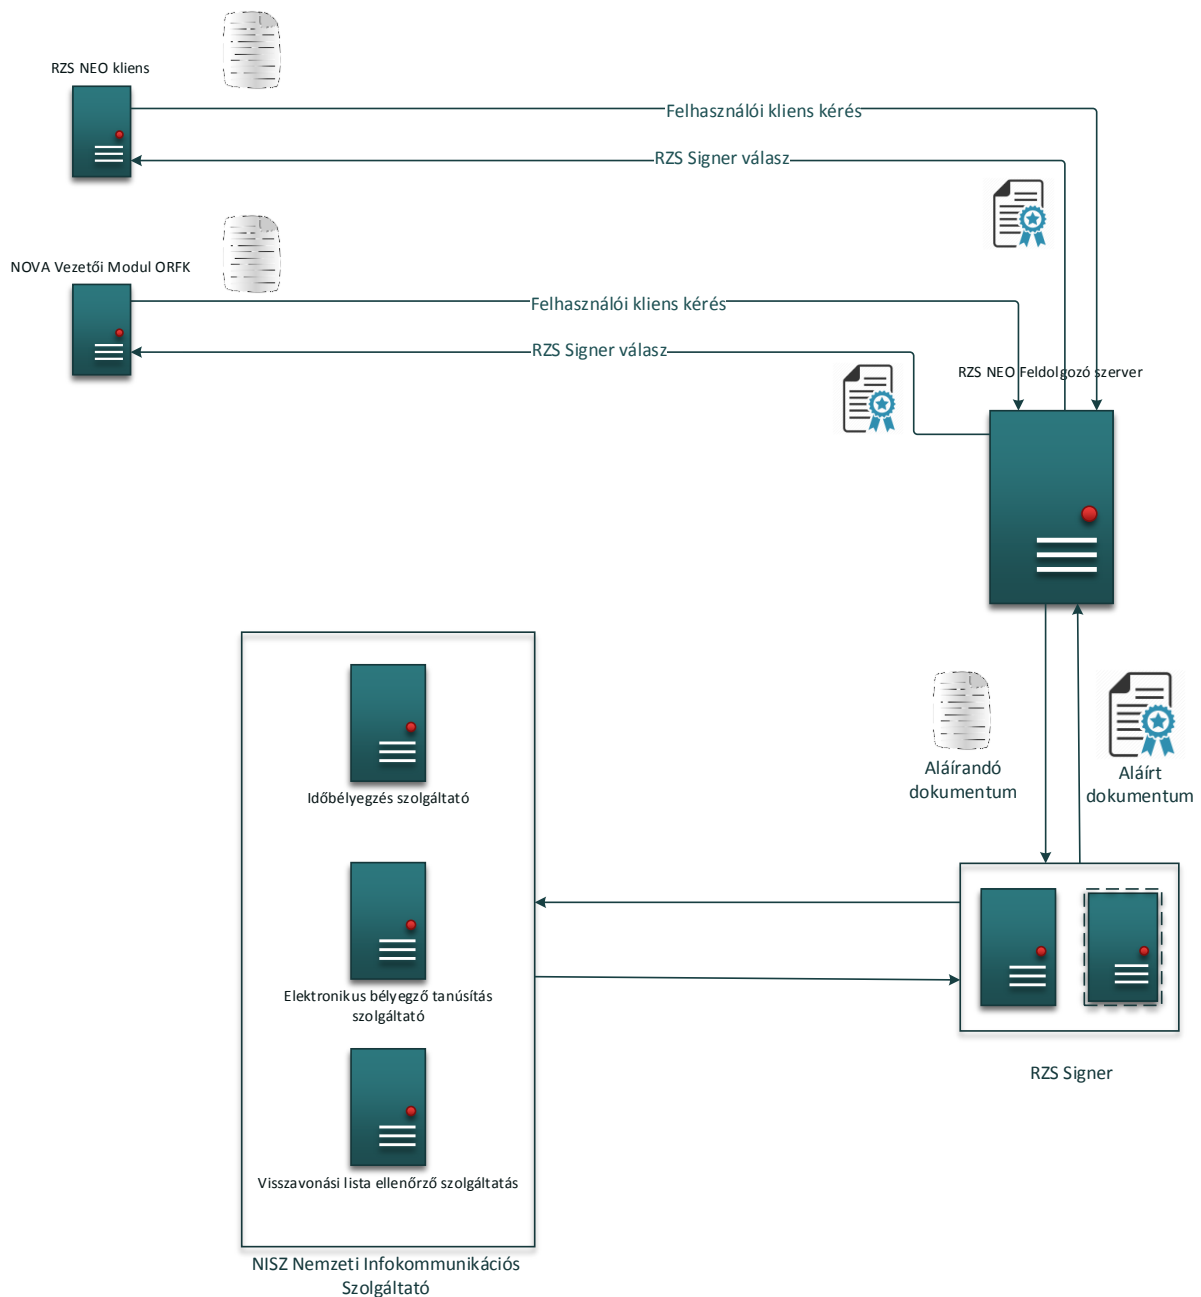 RZS NEO kliens
Felhasználói kliens kérés
RZS Signer válasz
NOVA Vezetői Modul ORFK
Felhasználói kliens kérés
RZS Signer válasz
RZS NEO Feldolgozó szerver
Aláírandó
dokumentum
Aláírt
dokumentum
Időbélyegzés szolgáltató
Elektronikus bélyegző tanúsítás
szolgáltató
RZS Signer
Visszavonási lista ellenőrző szolgáltatás
NISZ Nemzeti Infokommunikációs
Szolgáltató